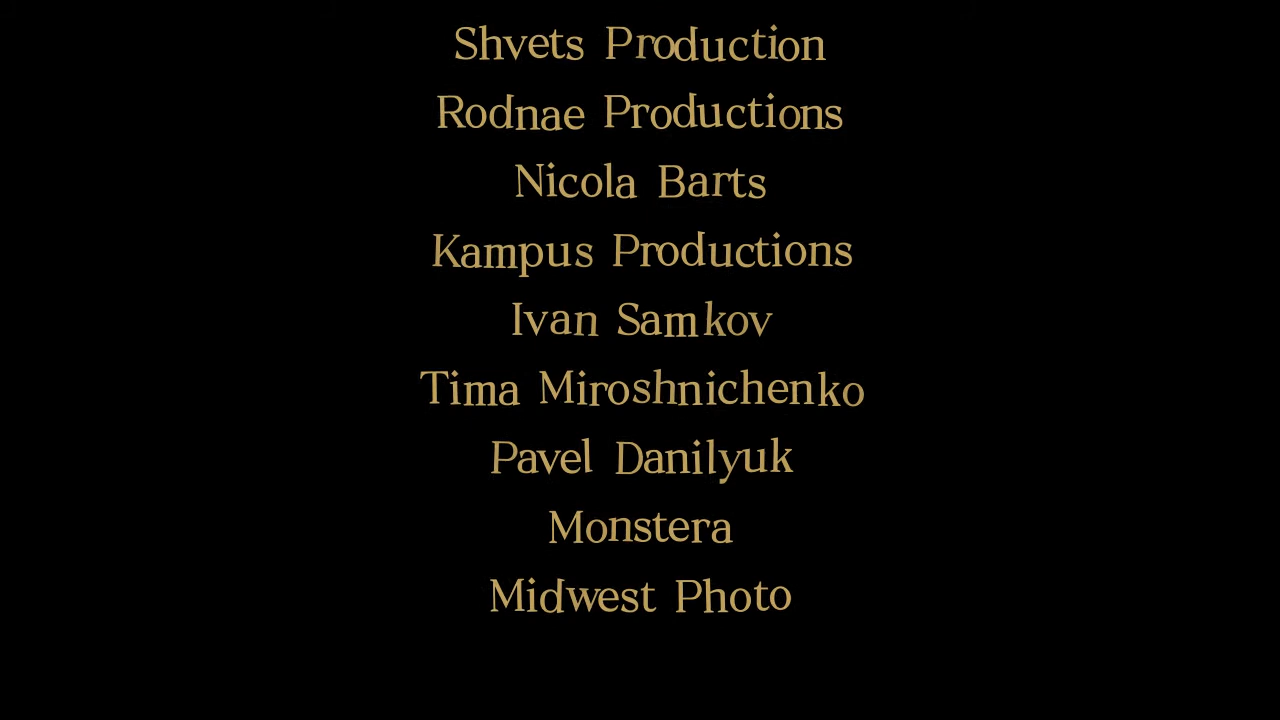 Shvets Production
Rodnae Productions
Nicola Barts
Kampus Productions
Ivan Samkov
Tima Miroshnichenko
Pavel Danilyuk
Monstera
Midwest Photo